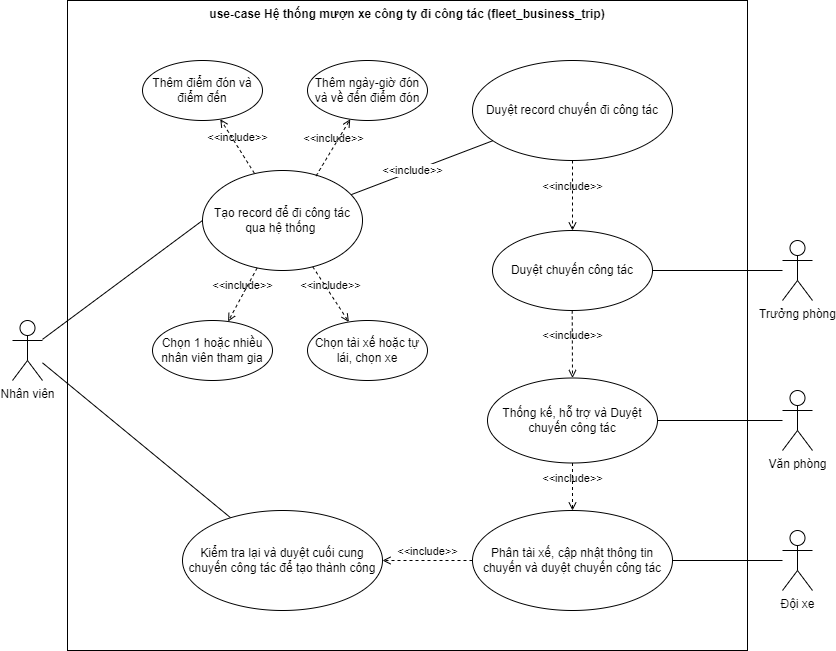 use-case Hệ thống mượn xe công ty đi công tác (fleet_business_trip)
Thêm điểm đón và
điểm đến
Thêm ngày-giờ đón
và về đến điểm đón
Duyệt record chuyến đi công tác
<<include>>
<<include>>
<<include>>
<<include>>
Tạo record để đi công tác
qua hệ thống
Duyệt chuyến công tác
Trưởng phòng
<<include>>
<<include>>
<<include>>
Chọn 1 hoặc nhiều
nhân viên tham gia
Chọn tài xế hoặc tự
lái, chọn xe
Nhân viên
Thống kế, hỗ trợ và Duyệt
chuyến công tác
Văn phòng
<<include>>
Kiểm tra lại và duyệt cuối cung
chuyến công tác để tạo thành công
<<include>>
Phân tài xế, cập nhật thông tin
chuyến và duyệt chuyến công tác
Đội xe